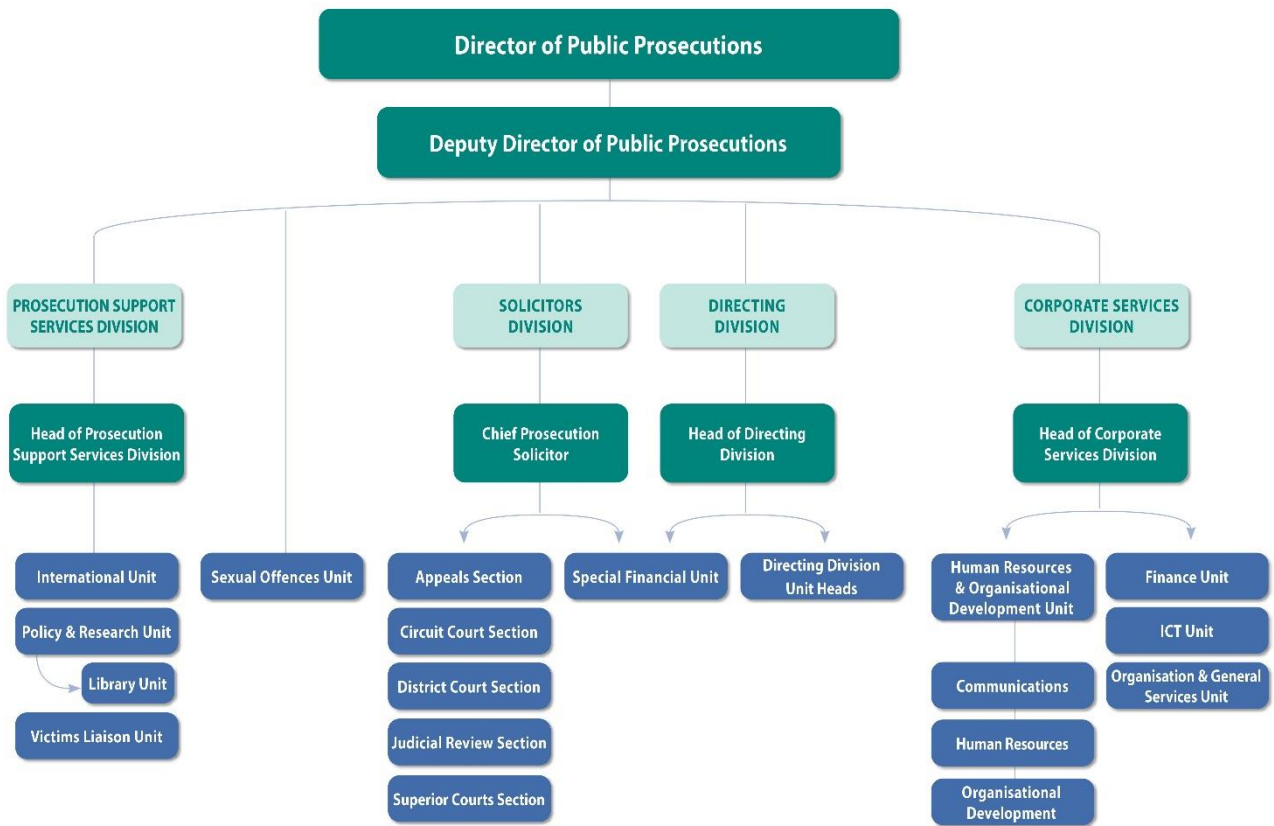 Director of Public Prosecutions
Deputy Director of Public Prosecutions
PROSECUTION SUPPORT
SERVICES DIVISION
SOLICITORS
DIVISION
DIRECTING
DIVISION
CORPORATE SERVICES
DIVISION
Head of Prosecution
Support Services Division
Chief Prosecution
Solicitor
Head of Directing
Division
Head of Corporate
Services Division
International Unit
Policy & Research Unit
Library Unit
Victims Liaison Unit
Sexual Offences Unit
Appeals Section
Circuit Court Section
District Court Section
Judicial Review Section
Superior Courts Section
Special Financial Unit
Directing Division
Unit Heads
Human Resources
& Organisational
Development Unit
Communications
Human Resources
Organisational
Development
Finance Unit
ICT Unit
Organisation & General
Services Unit